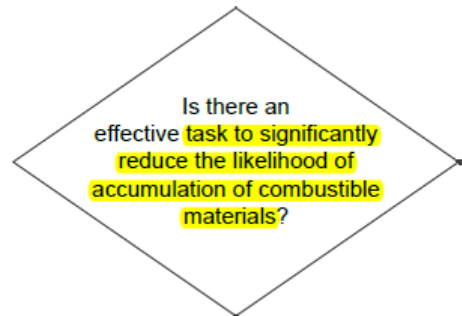 Is there an
effective task to significantly
reduce the likelihood of
accumulation of combustible
materials?